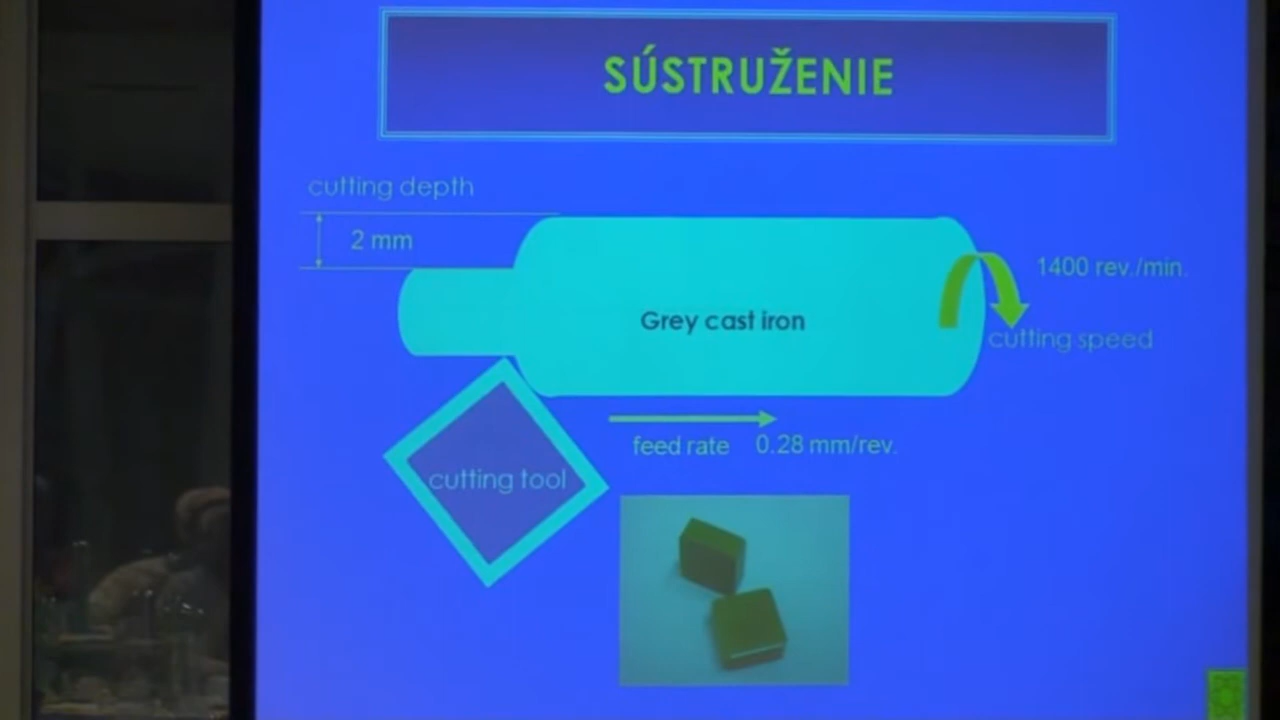 SÚSTRUŽENIE
cutting depth
2 mm
1400 rev./min.
Grey cast iron
cutting speed
feed rate 0.28 mm/rev.
cutting tool